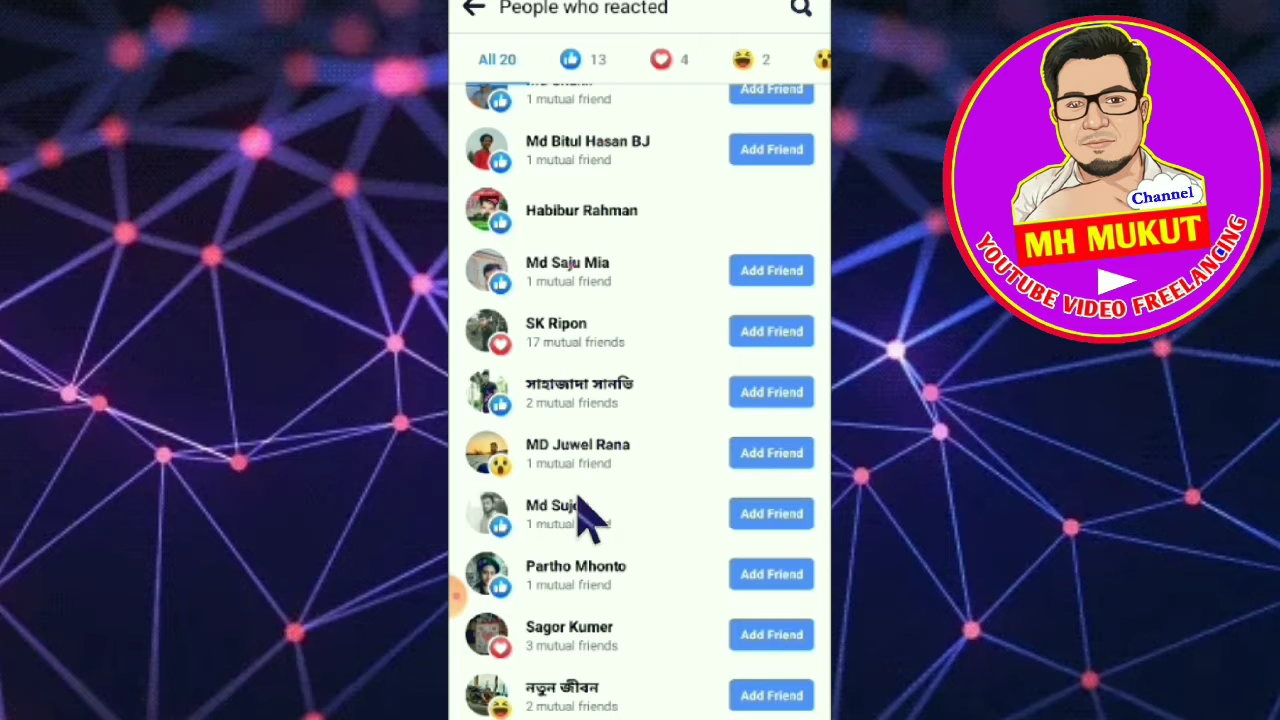 People who reacted
All 20 13 4 2
1 mutual friend
Add Friend
Md Bitul Hasan BJ
1 mutual friend
Add Friend
Habibur Rahman
Md Saju Mia
1 mutual friend
Add Friend
SK Ripon
17 mutual friends
Add Friend
সাহাজাদা সানভি
2 mutual friends
Add Friend
MD Juwel Rana
1 mutual friend
Add Friend
Md
1 mutual
Add Friend
Partho Mhonto
1 mutual friend
Add Friend
Sagor Kumer
3 mutual friends
Add Friend
নতুন জীবন
2 mutual friends
Add Friend
Channel
MH MUKUT
YOUTUBE VIDEO FREELANCING